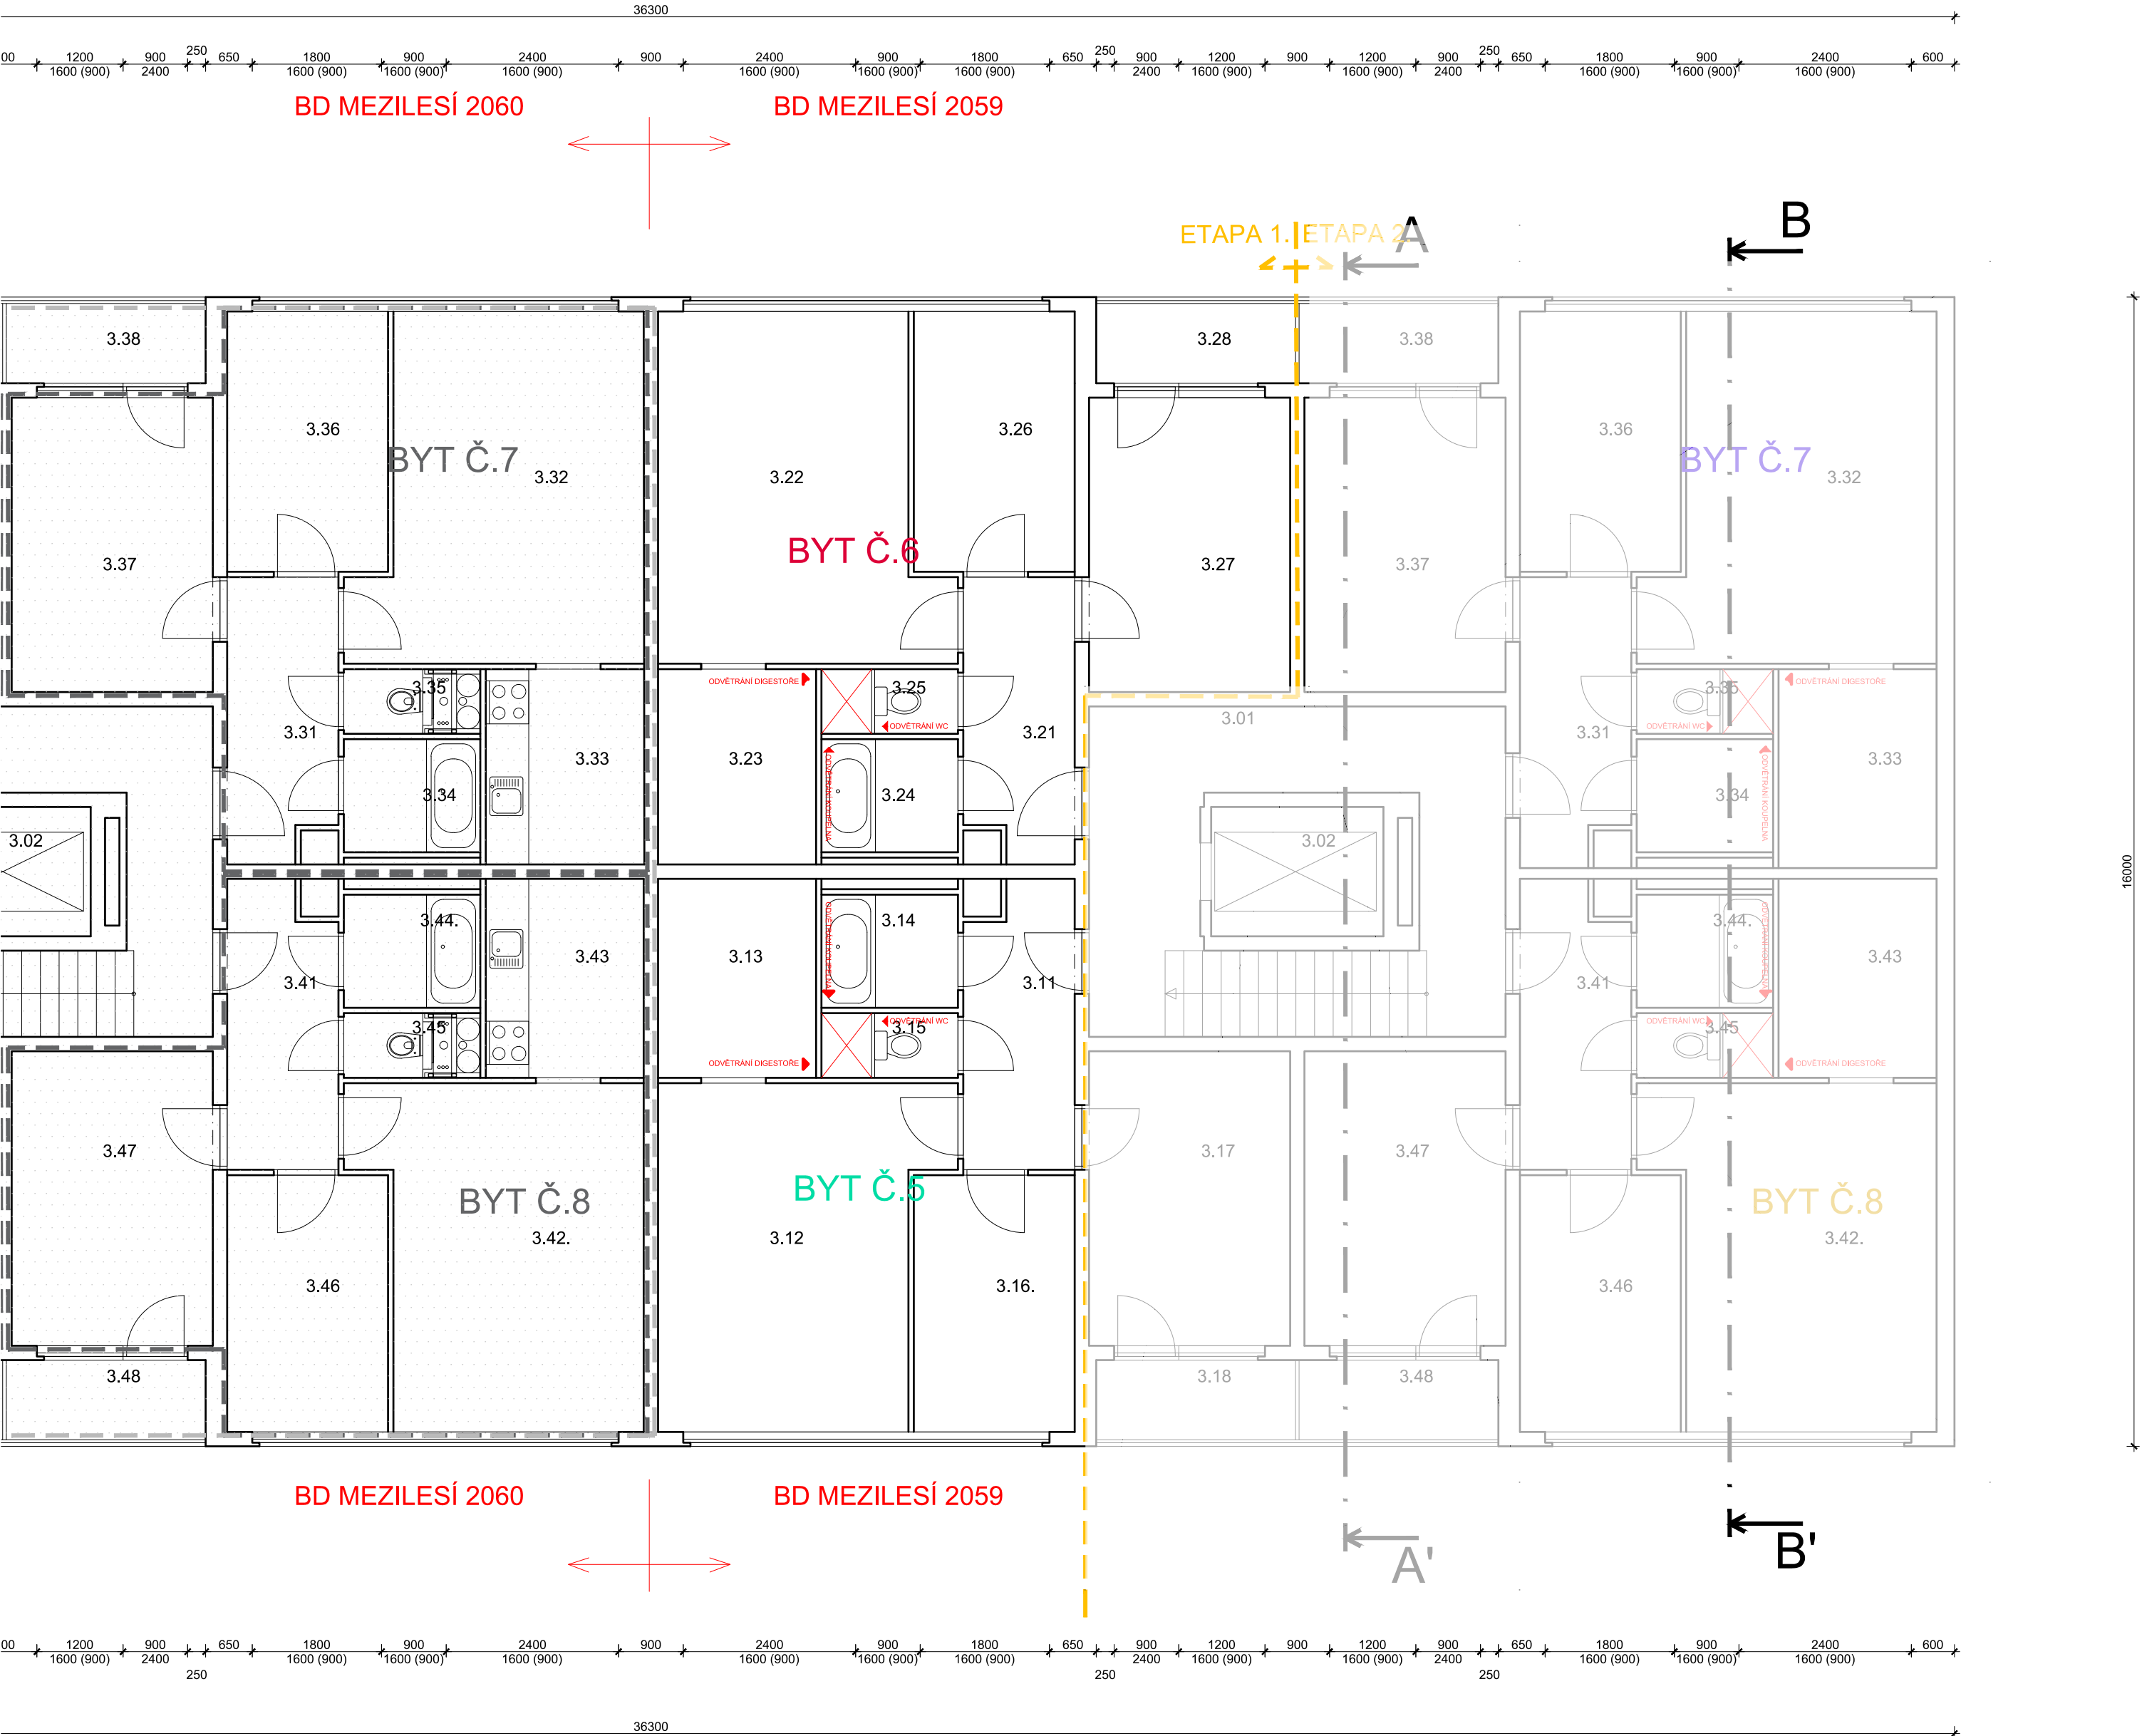 36300
00 1200 900 250 650 1800 900 2400 900 2400 900 1800 650 250 900 1200 900 1200 900 250 650 1800 900 2400 600
1600 (900) 2400 1600 (900) 1600 (900) 1600 (900) 1600 (900) 1600 (900) 1600 (900) 2400 1600 (900) 1600 (900) 2400 1600 (900) 1600 (900) 1600 (900)
BD MEZILESÍ 2060 BD MEZILESÍ 2059
B
ETAPA 1. ETAPA 2. A
3.38 3.28 3.38
3.36 3.26 3.36
BYT Č.7 BYT Č.7
3.32 3.22 3.32
BYT Č.6
3.37 3.27 3.37
ODVĚTRÁNÍ DIGESTOŘE ODVĚTRÁNÍ DIGESTOŘE
3.35 3.25 3.35
3.01
ODVĚTRÁNÍ WC ODVĚTRÁNÍ WC
3.31 3.21 3.31
3.33 3.23 3.33
ODVĚTRÁNÍ KOUPELNA ODVĚTRÁNÍ KOUPELNA
3.34 3.24 3.34
3.02 3.02
16000
3.44. 3.14 3.44.
ODVĚTRÁNÍ KOUPELNA ODVĚTRÁNÍ KOUPELNA
3.43 3.13 3.43
3.41 3.11 3.41
ODVĚTRÁNÍ WC ODVĚTRÁNÍ WC
3.45 3.15 3.45
ODVĚTRÁNÍ DIGESTOŘE ODVĚTRÁNÍ DIGESTOŘE
3.47 3.17 3.47
BYT Č.8 BYT Č.5 BYT Č.8
3.42. 3.12 3.42.
3.46 3.16. 3.46
3.48 3.18 3.48
BD MEZILESÍ 2060 BD MEZILESÍ 2059
A' B'
00 1200 900 650 1800 900 2400 900 2400 900 1800 650 900 1200 900 1200 900 650 1800 900 2400 600
1600 (900) 2400 1600 (900) 1600 (900) 1600 (900) 1600 (900) 1600 (900) 1600 (900) 2400 1600 (900) 1600 (900) 2400 1600 (900) 1600 (900) 1600 (900)
250 250 250
36300